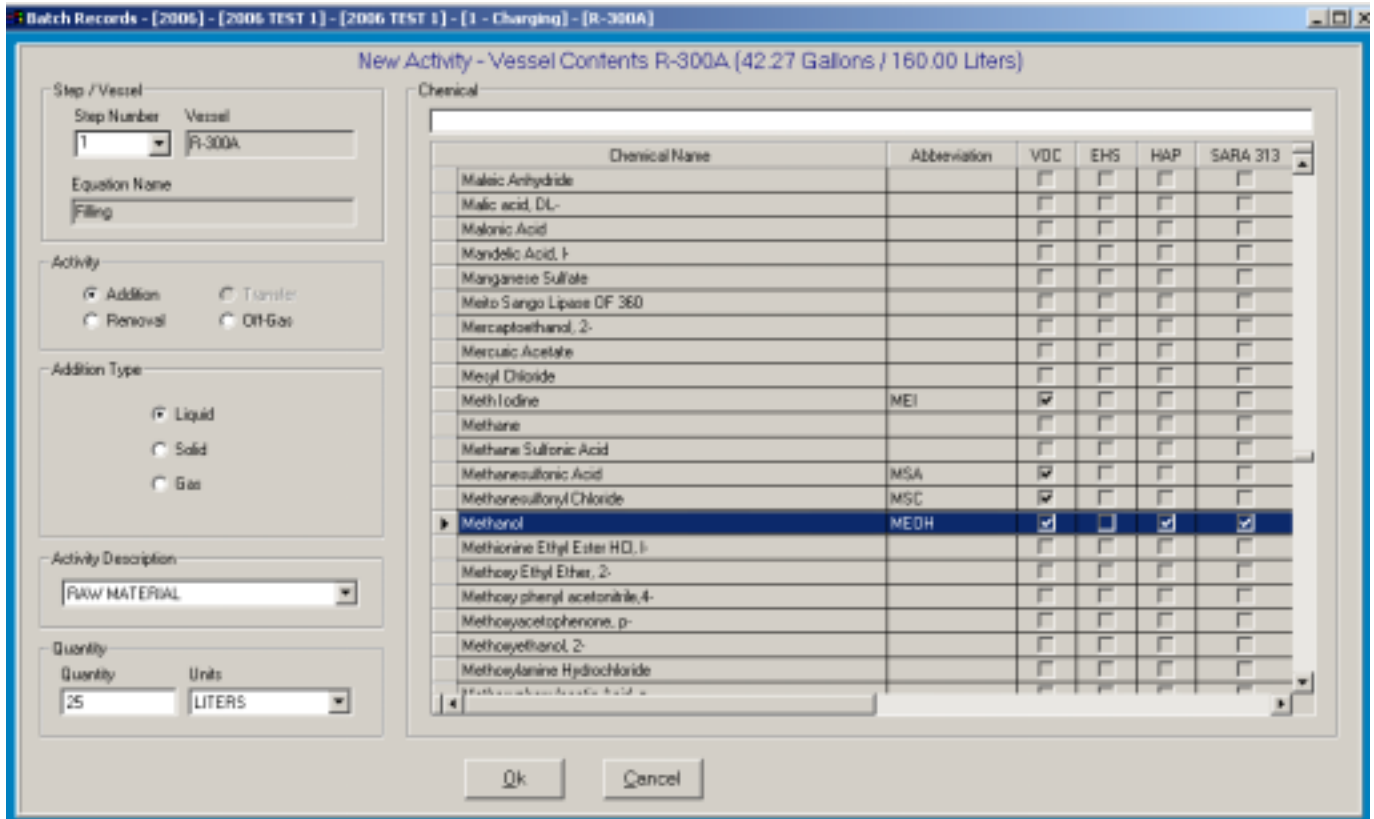 Batch Records - [2006] - [2006 TEST 1] - [2006 TEST 1] - [1 - Charging] - [R-300A]
New Activity - Vessel Contents R-300A (42.27 Gallons / 160.00 Liters)
Step / Vessel
Step Number Vessel
1 R-300A
Equation Name
Filling
Activity
Addition Transfer
Removal Off-Gas
Addition Type
Liquid
Solid
Gas
Activity Description
RAW MATERIAL
Quantity
Quantity Units
25 LITERS
Chemical
Chemical Name Abbreviation VOC EHS HAP SARA 313
Maleic Anhydride
Malic acid, DL-
Malonic Acid
Mandelic Acid, l-
Manganese Sulfate
Meito Sango Lipase OF 360
Mercaptoethanol, 2-
Mercuric Acetate
Mesyl Chloride
Meth Iodine MEI
Methane
Methane Sulfonic Acid
Methanesulfonic Acid MSA
Methanesulfonyl Chloride MSC
Methanol MEOH
Methionine Ethyl Ester HCl, l-
Methoxy Ethyl Ether, 2-
Methoxy phenyl acetonitrile,4-
Methoxyacetophenone, p-
Methoxyethanol, 2-
Methoxylamine Hydrochloride
Ok Cancel